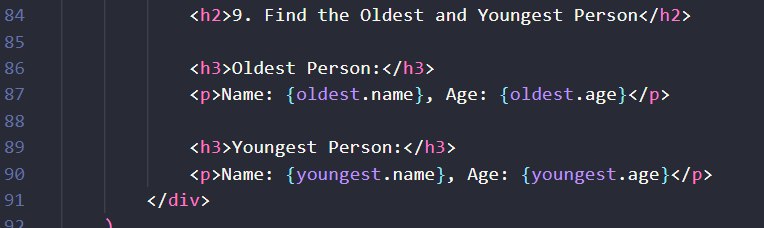 84 <h2>9. Find the Oldest and Youngest Person</h2>
85
86 <h3>Oldest Person:</h3>
87 <p>Name: {oldest.name}, Age: {oldest.age}</p>
88
89 <h3>Youngest Person:</h3>
90 <p>Name: {youngest.name}, Age: {youngest.age}</p>
91 </div>
92 )